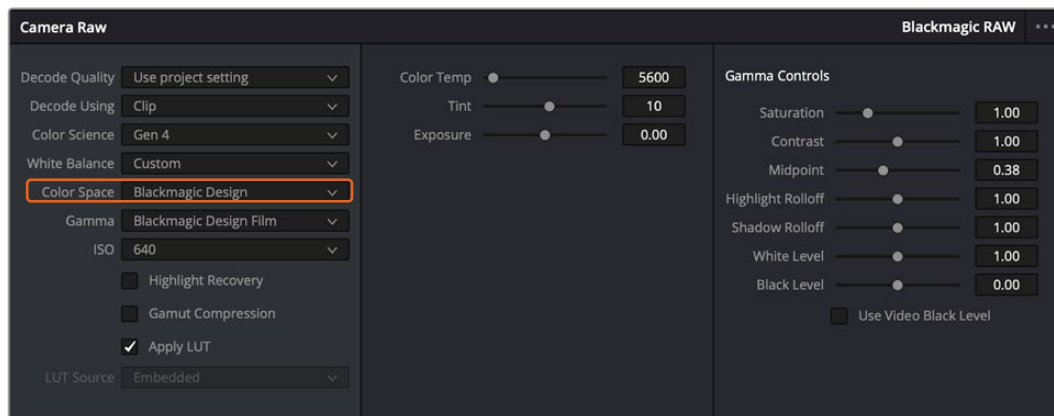 Camera Raw
Blackmagic RAW
Decode Quality Use project setting
Decode Using Clip
Color Science Gen 4
White Balance Custom
Color Space Blackmagic Design
Gamma Blackmagic Design Film
ISO 640
Highlight Recovery
Gamut Compression
Apply LUT
LUT Source Embedded
Color Temp 5600
Tint 10
Exposure 0.00
Gamma Controls
Saturation 1.00
Contrast 1.00
Midpoint 0.38
Highlight Rolloff 1.00
Shadow Rolloff 1.00
White Level 1.00
Black Level 0.00
Use Video Black Level